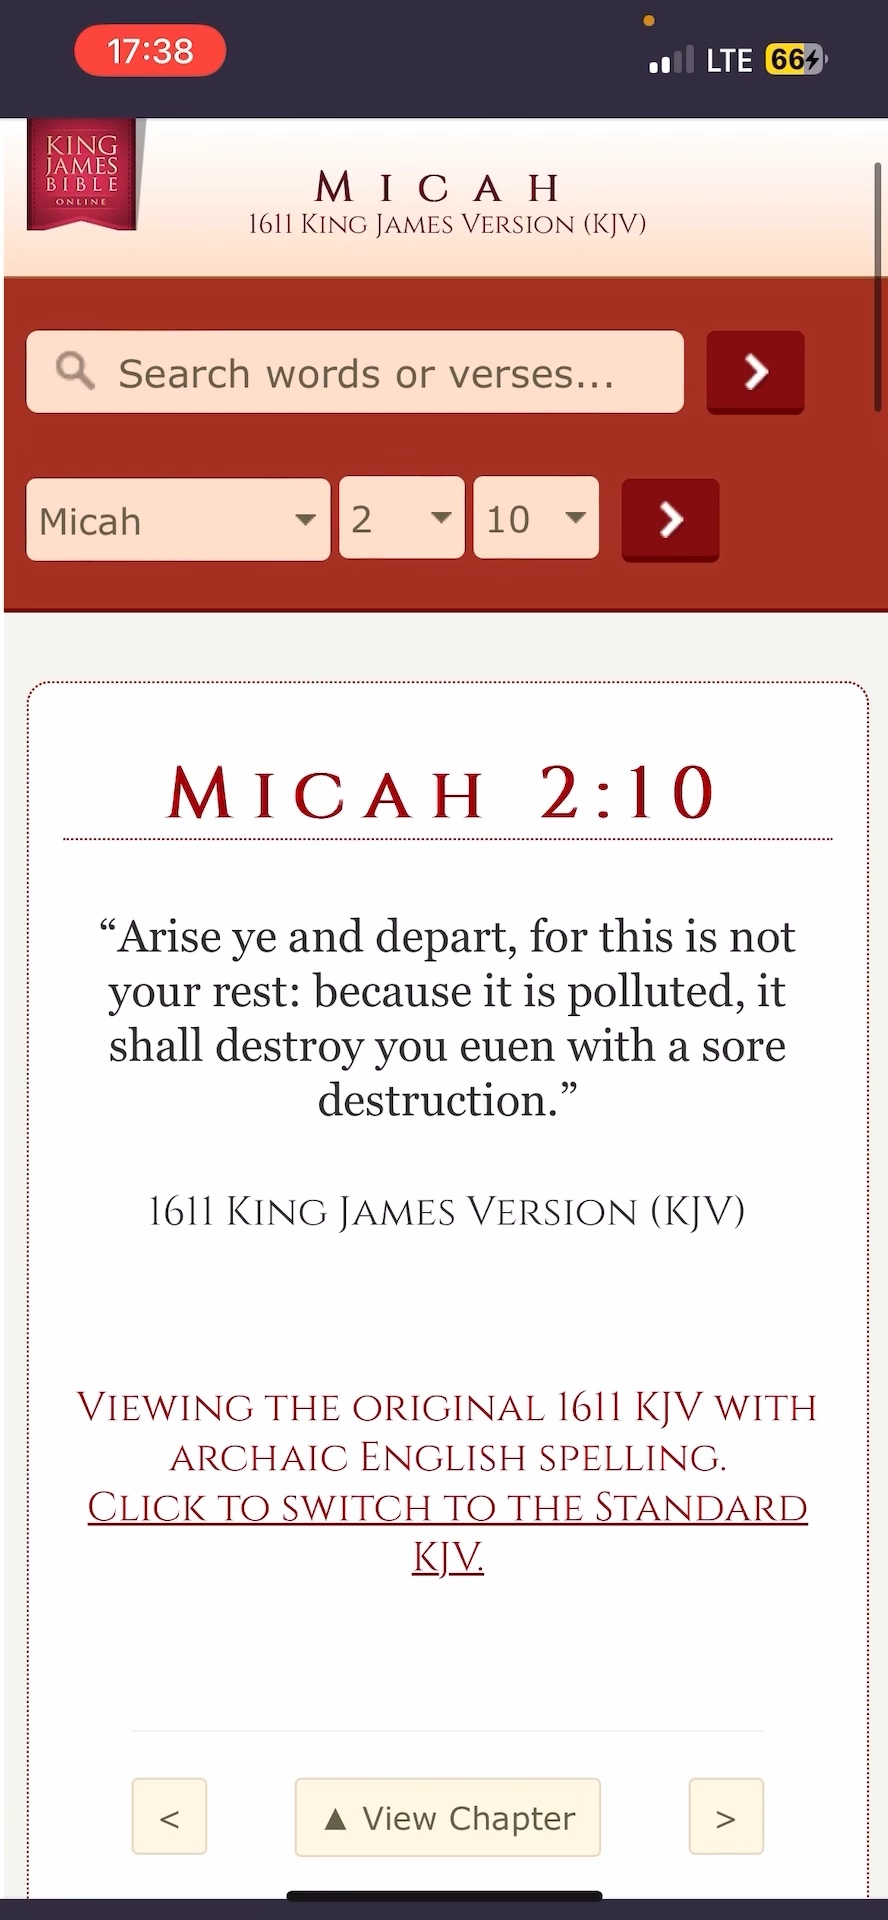 17:38
LTE 66
KING
JAMES
BIBLE
ONLINE
MICAH
1611 KING JAMES VERSION (KJV)
Search words or verses...
Micah 2 10
MICAH 2:10
“Arise ye and depart, for this is not
your rest: because it is polluted, it
shall destroy you euen with a sore
destruction.”
1611 KING JAMES VERSION (KJV)
VIEWING THE ORIGINAL 1611 KJV WITH
ARCHAIC ENGLISH SPELLING.
CLICK TO SWITCH TO THE STANDARD
KJV.
< ▲ View Chapter >